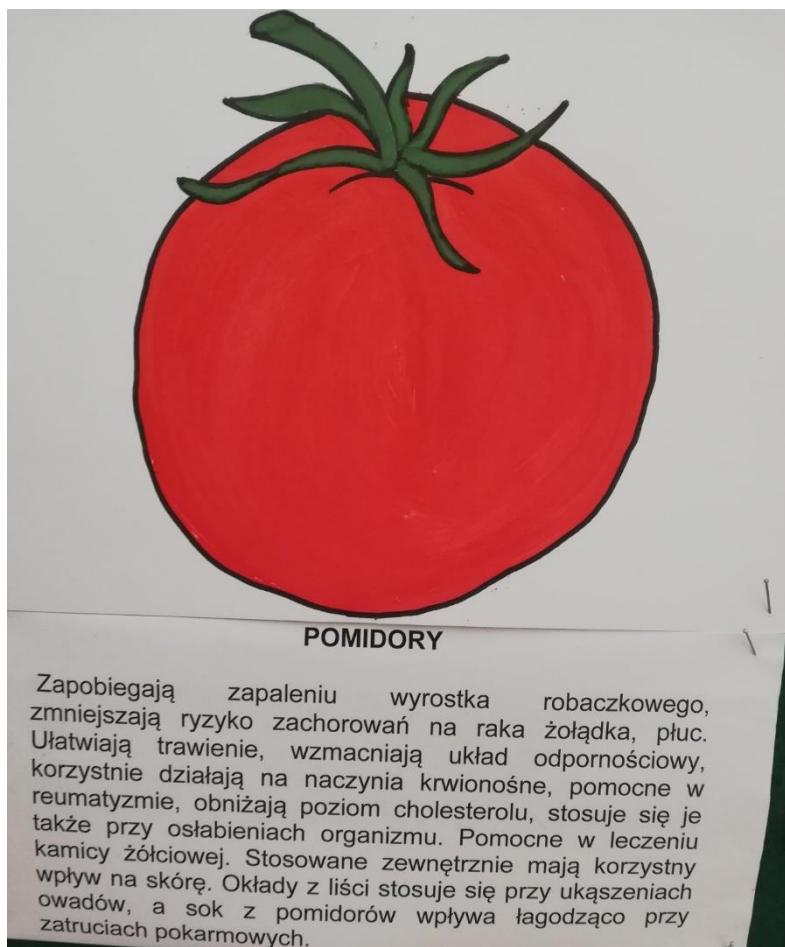 POMIDORY
Zapobiegają zapaleniu wyrostka robaczkowego,
zmniejszają ryzyko zachorowań na raka żołądka, płuc.
Ułatwiają trawienie, wzmacniają układ odpornościowy,
korzystnie działają na naczynia krwionośne, pomocne w
reumatyzmie, obniżają poziom cholesterolu, stosuje się je
także przy osłabieniach organizmu. Pomocne w leczeniu
kamicy żółciowej. Stosowane zewnętrznie mają korzystny
wpływ na skórę. Okłady z liści stosuje się przy ukąszeniach
owadów, a sok z pomidorów wpływa łagodząco przy
zatruciach pokarmowych.